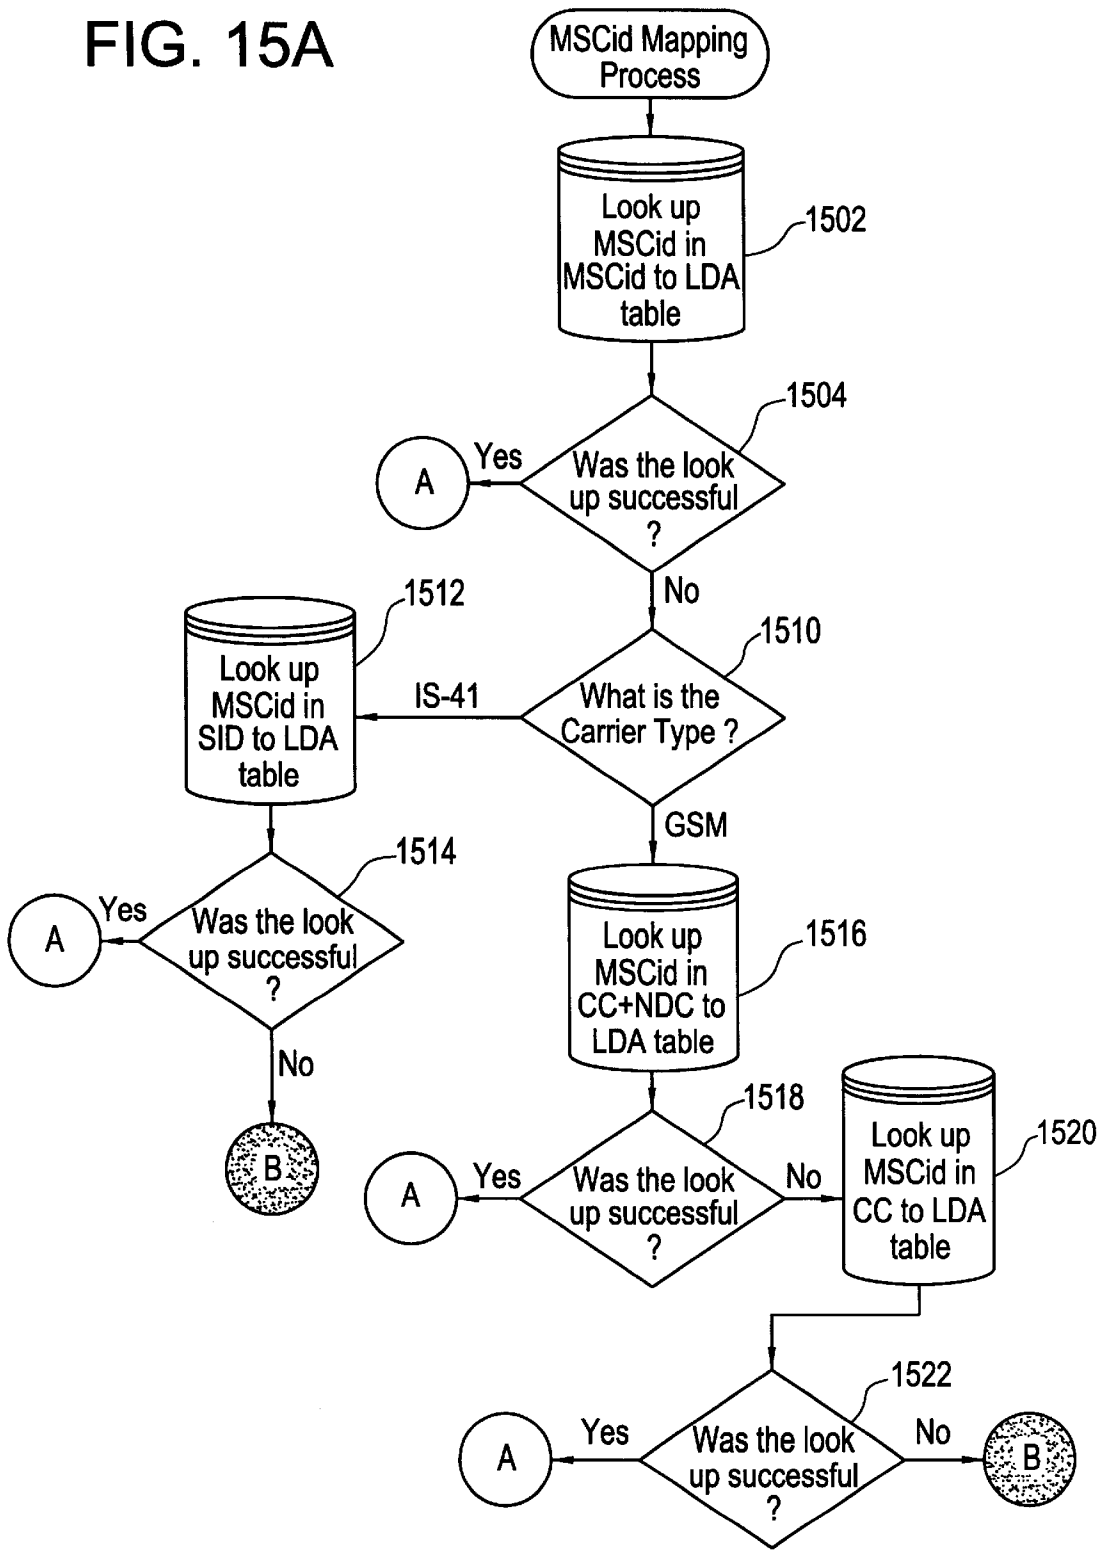 FIG. 15A
MSCid Mapping
Process
Look up
MSCid in
MSCid to LDA
table
1502
1504
Was the look
up successful
?
Yes
A
No
1510
What is the
Carrier Type ?
IS-41
1512
Look up
MSCid in
SID to LDA
table
GSM
1514
Was the look
up successful
?
Yes
A
No
B
1516
Look up
MSCid in
CC+NDC to
LDA table
1518
Was the look
up successful
?
Yes
A
No
1520
Look up
MSCid in
CC to LDA
table
1522
Was the look
up successful
?
Yes
A
No
B